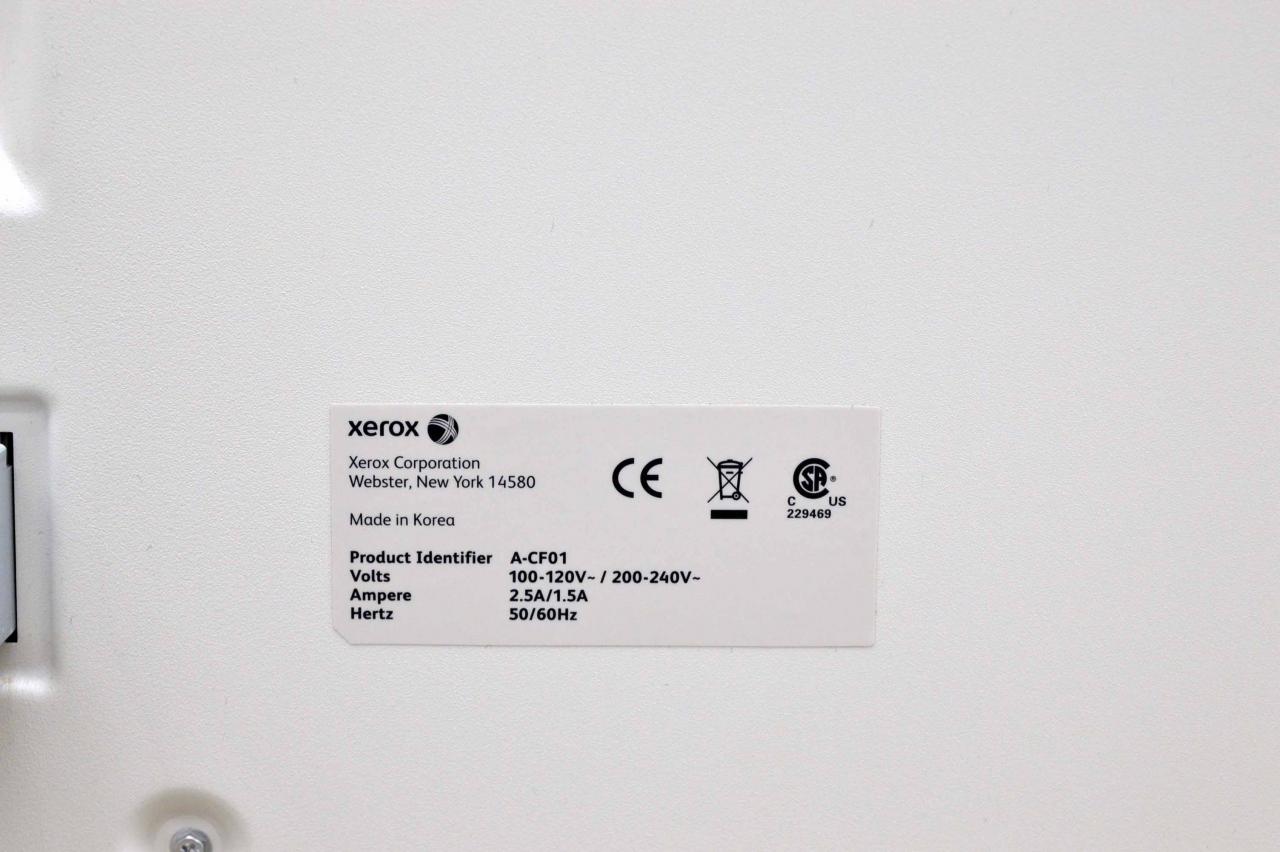 xerox
Xerox Corporation
Webster, New York 14580
Made in Korea
CE
SA ®
C US
229469
Product Identifier A-CF01
Volts 100-120V~ / 200-240V~
Ampere 2.5A/1.5A
Hertz 50/60Hz